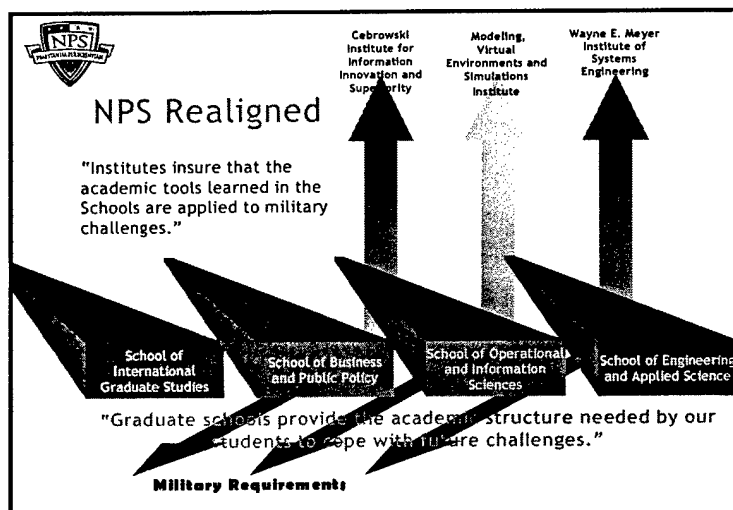 NPS
Cebrowski
Institute for
Information
Innovation and
Superiority
Modeling,
Virtual
Environments and
Simulations
Institute
Wayne E. Meyer
Institute of
Systems
Engineering
NPS Realigned
"Institutes insure that the
academic tools learned in the
Schools are applied to military
challenges."
School of
International
Graduate Studies
School of Business
and Public Policy
School of Operational
and Information
Sciences
School of Engineering
and Applied Science
"Graduate schools provide the academic structure needed by our
students to cope with future challenges."
Military Requirements